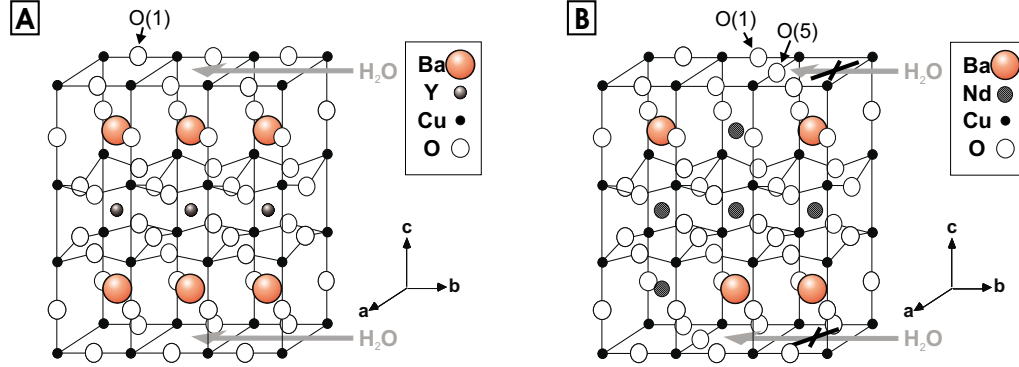 A
O(1)
H₂O
Ba
Y
Cu
O
c
b
a
H₂O
B
O(1)
O(5)
H₂O
Ba
Nd
Cu
O
c
b
a
H₂O